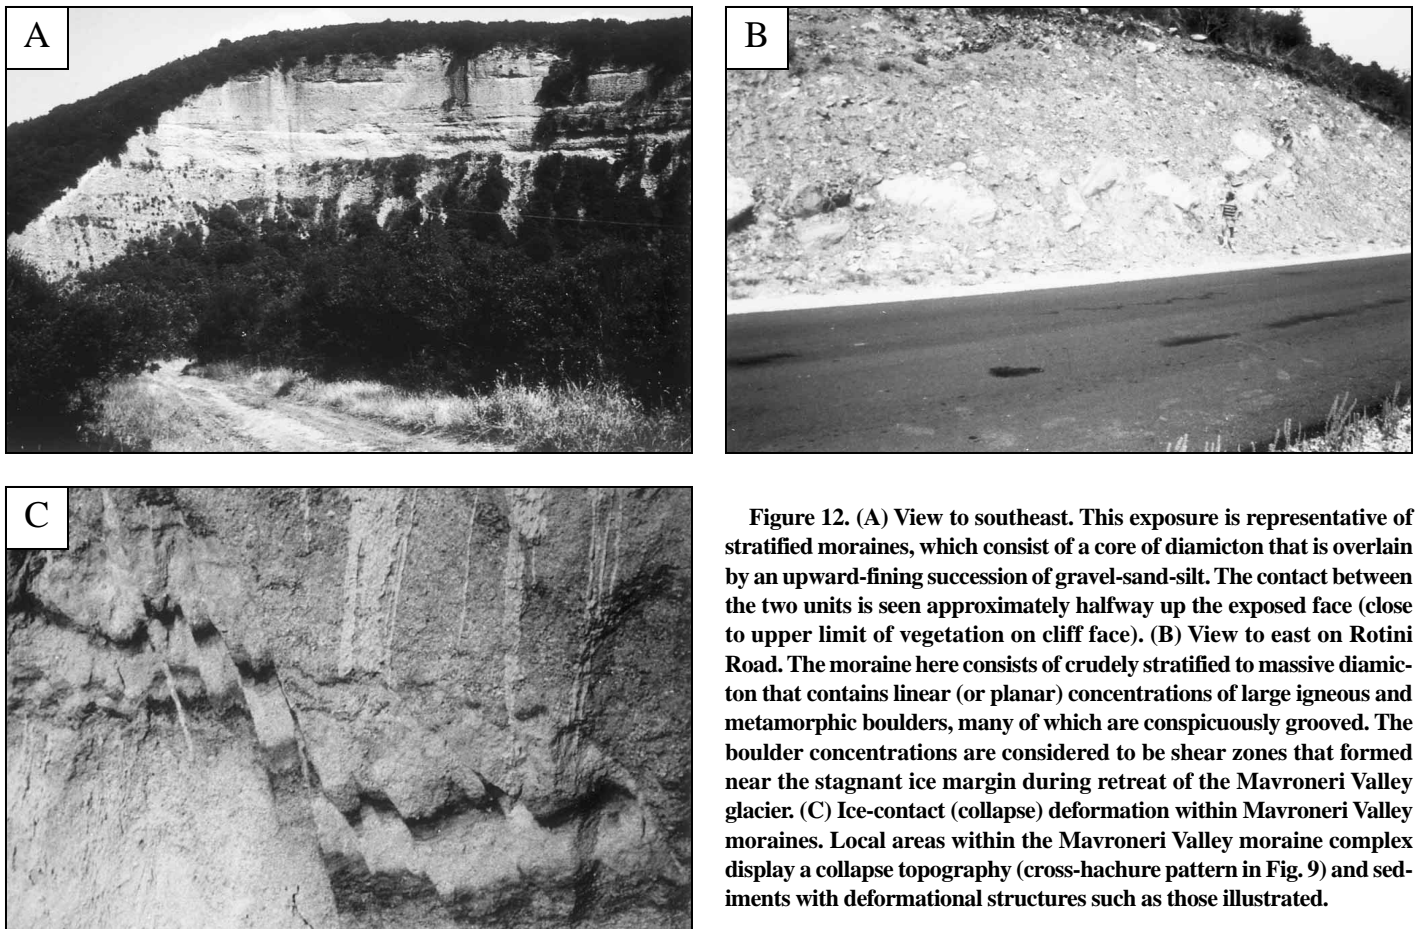 A
B
C
Figure 12. (A) View to southeast. This exposure is representative of
stratified moraines, which consist of a core of diamicton that is overlain
by an upward-fining succession of gravel-sand-silt. The contact between
the two units is seen approximately halfway up the exposed face (close
to upper limit of vegetation on cliff face). (B) View to east on Rotini
Road. The moraine here consists of crudely stratified to massive diamic-
ton that contains linear (or planar) concentrations of large igneous and
metamorphic boulders, many of which are conspicuously grooved. The
boulder concentrations are considered to be shear zones that formed
near the stagnant ice margin during retreat of the Mavroneri Valley
glacier. (C) Ice-contact (collapse) deformation within Mavroneri Valley
moraines. Local areas within the Mavroneri Valley moraine complex
display a collapse topography (cross-hachure pattern in Fig. 9) and sed-
iments with deformational structures such as those illustrated.